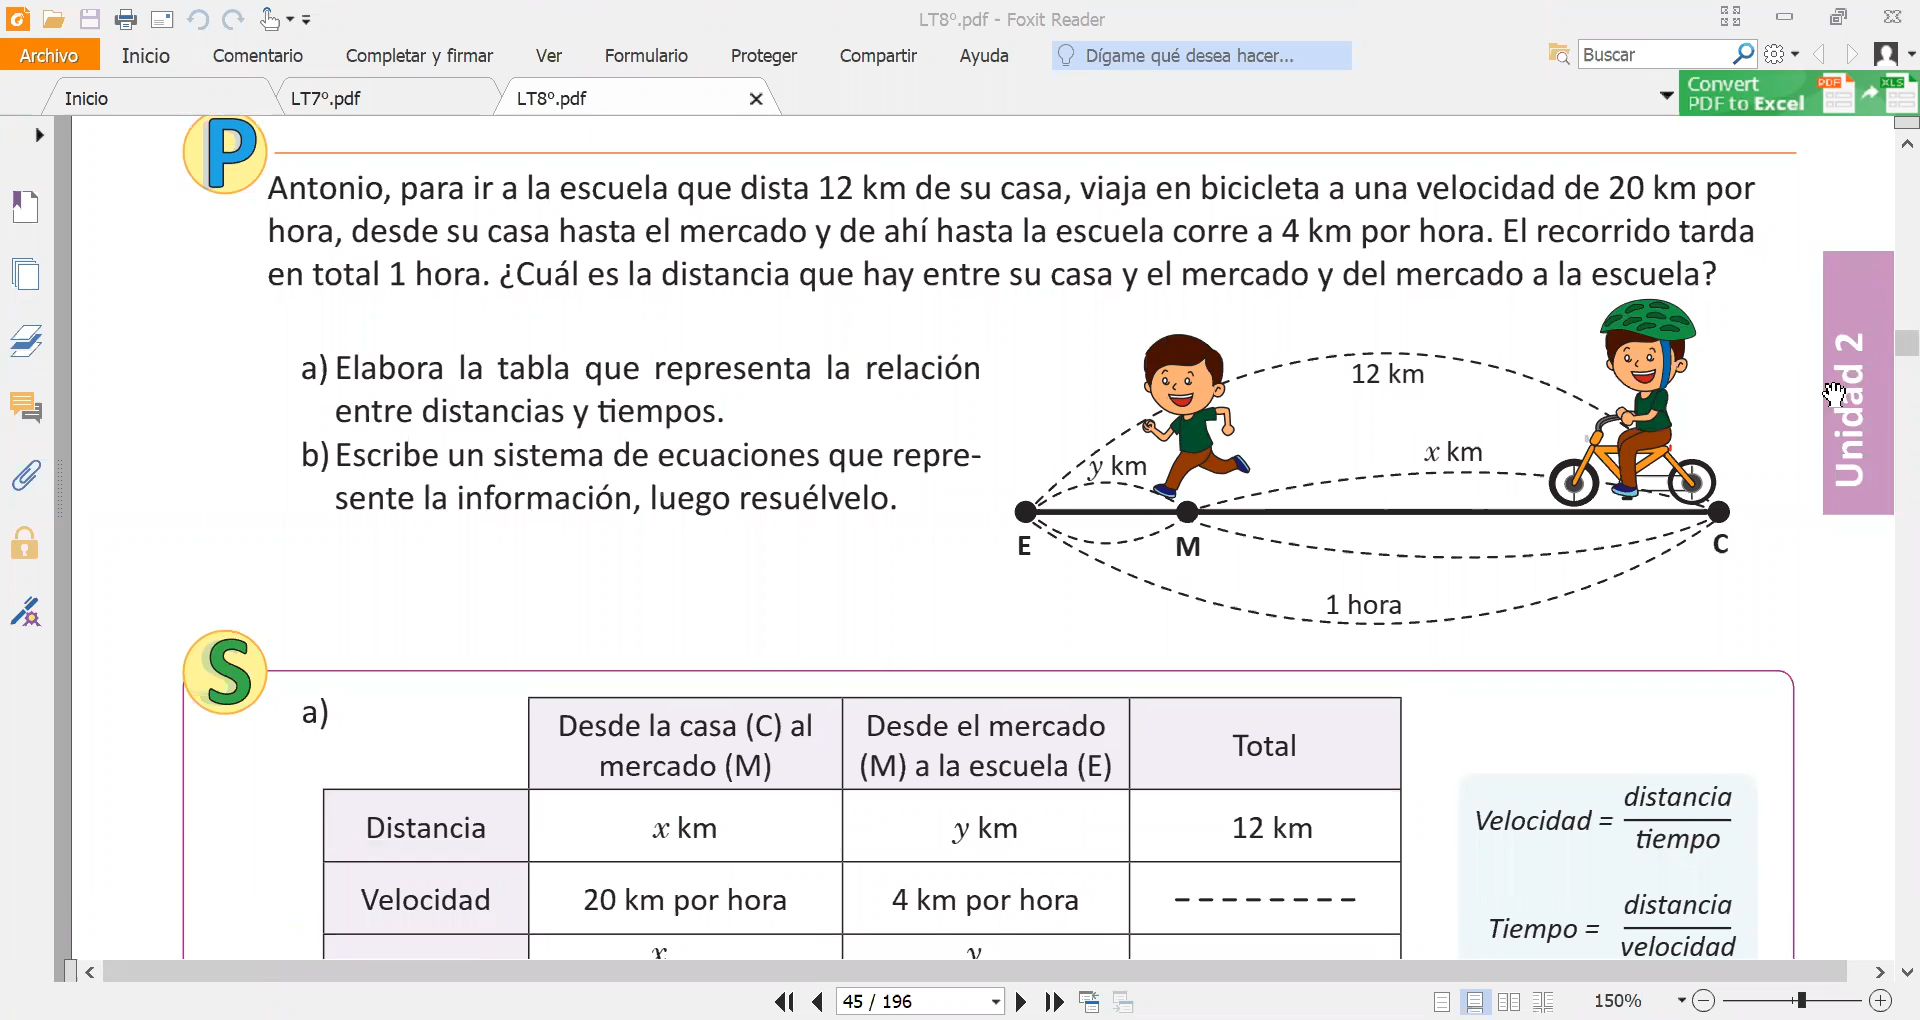 LT8º.pdf - Foxit Reader
Archivo Inicio Comentario Completar y firmar Ver Formulario Proteger Compartir Ayuda Dígame qué desea hacer... Buscar
Inicio LT7º.pdf LT8º.pdf
Convert
PDF to Excel
PDF XLS
P
Antonio, para ir a la escuela que dista 12 km de su casa, viaja en bicicleta a una velocidad de 20 km por
hora, desde su casa hasta el mercado y de ahí hasta la escuela corre a 4 km por hora. El recorrido tarda
en total 1 hora. ¿Cuál es la distancia que hay entre su casa y el mercado y del mercado a la escuela?
a) Elabora la tabla que representa la relación
entre distancias y tiempos.
b) Escribe un sistema de ecuaciones que repre-
sente la información, luego resuélvelo.
12 km
y km
x km
E M C
1 hora
Unidad 2
S
a)
Desde la casa (C) al
mercado (M)
Desde el mercado
(M) a la escuela (E)
Total
Distancia x km y km 12 km
Velocidad 20 km por hora 4 km por hora --------
x y
Velocidad = distancia
tiempo
Tiempo = distancia
velocidad
45 / 196
150%